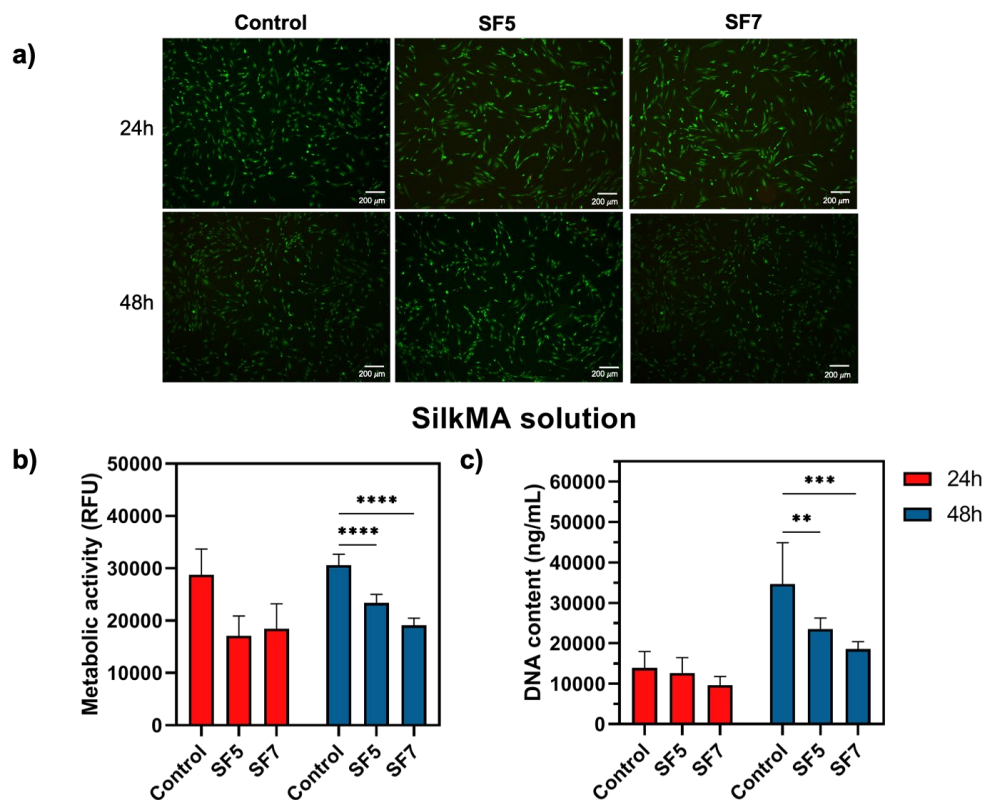 Control SF5 SF7
a)
24h
200 µm 200 µm 200 µm
48h
200 µm 200 µm 200 µm
SilkMA solution
b)
Metabolic activity (RFU)
50000
40000
30000
20000
10000
0
**** 
****
Control SF5 SF7 Control SF5 SF7
c)
DNA content (ng/mL)
60000
50000
40000
30000
20000
10000
0
***
**
Control SF5 SF7 Control SF5 SF7
24h
48h